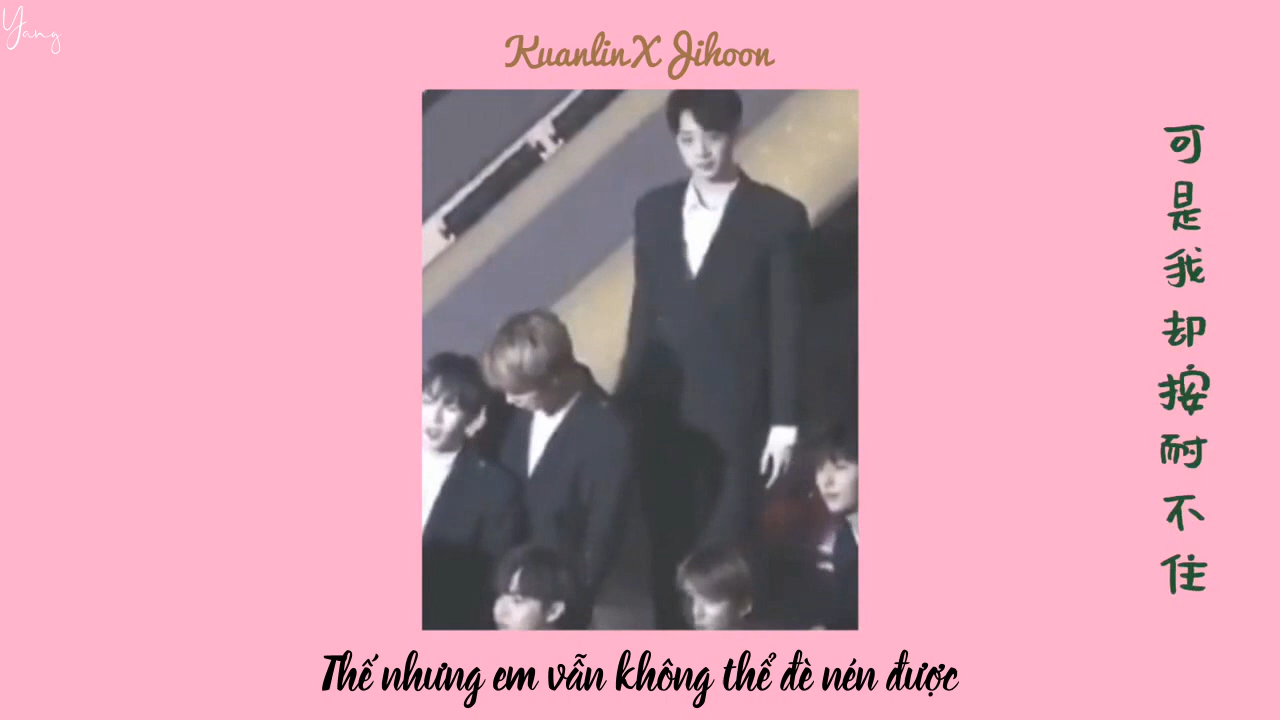 Yang
Kuanlin X Jihoon
可是我却按耐不住
Thế nhưng em vẫn không thể đè nén được